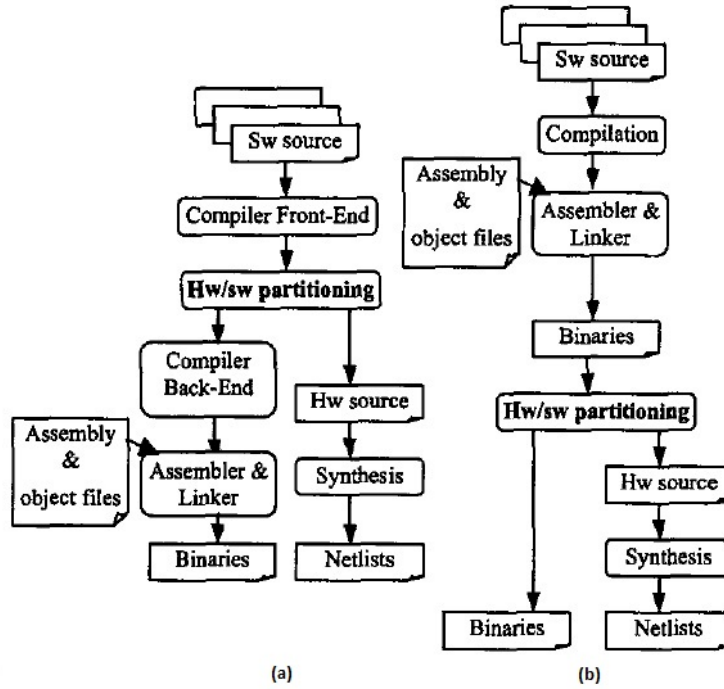 Sw source
Compiler Front-End
Hw/sw partitioning
Compiler
Back-End
Hw source
Assembly
&
object files
Assembler &
Linker
Synthesis
Binaries
Netlists
(a)
Sw source
Compilation
Assembly
&
object files
Assembler &
Linker
Binaries
Hw/sw partitioning
Hw source
Synthesis
Binaries
Netlists
(b)